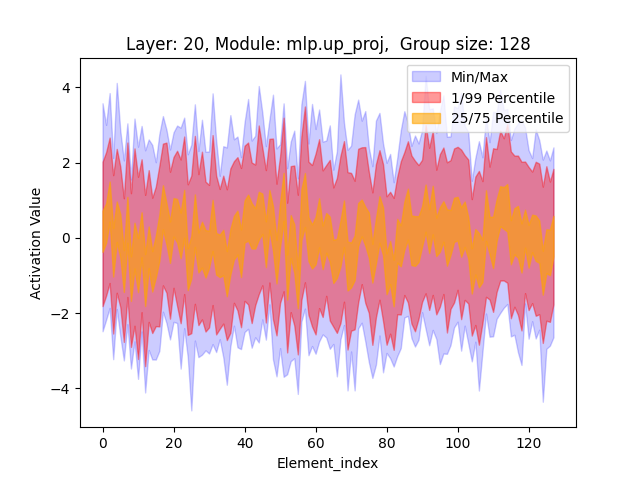 Layer: 20, Module: mlp.up_proj,  Group size: 128
Min/Max
1/99 Percentile
25/75 Percentile
Activation Value
4
2
0
−2
−4
0
20
40
60
80
100
120
Element_index